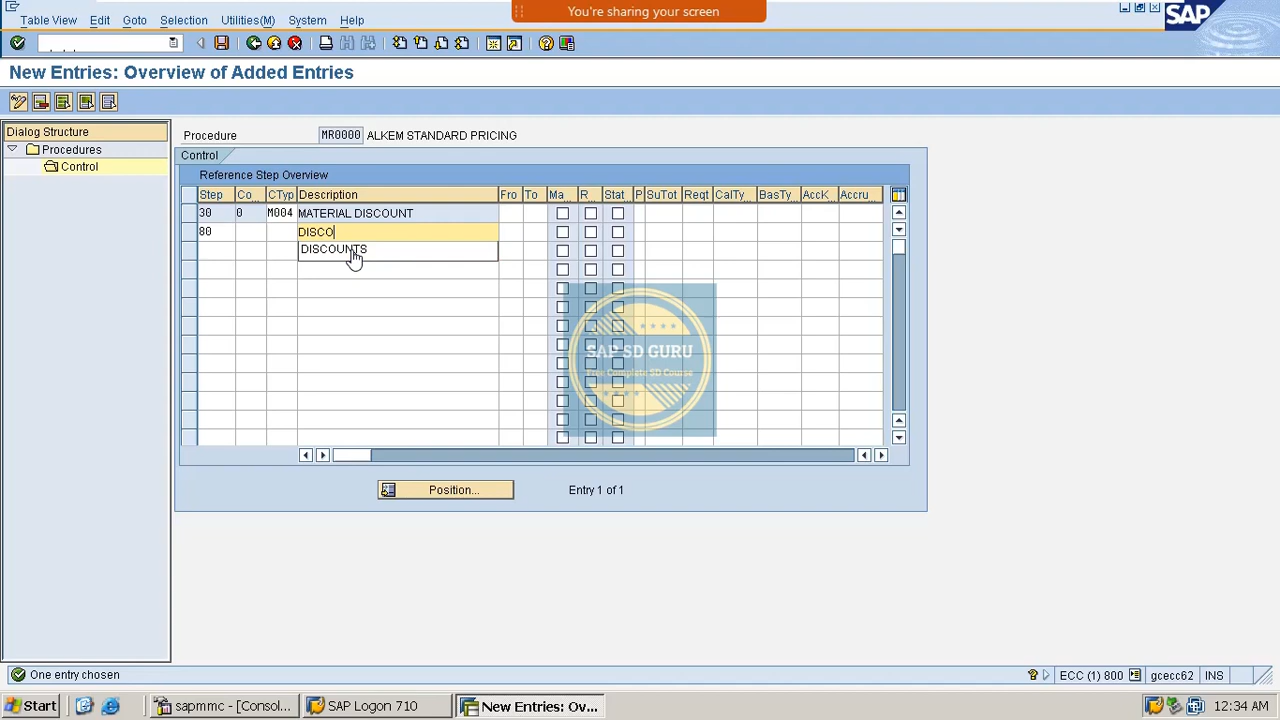 You're sharing your screen
Table View Edit Goto Selection Utilities(M) System Help
SAP
New Entries: Overview of Added Entries
Dialog Structure
Procedures
Control
Procedure MR0000 ALKEM STANDARD PRICING
Control
Reference Step Overview
Step Co... CTyp Description Fro To Ma... R... Stat... P SuTot Reqt CalTy... BasTy... AccK... Accru...
30 0 M004 MATERIAL DISCOUNT
80 DISCO
DISCOUNTS
SAP SD GURU
Free Complete SD Course
Position... Entry 1 of 1
One entry chosen ECC (1) 800 gcecc62 INS
Start sapmmc - [Consol... SAP Logon 710 New Entries: Ov... 12:34 AM